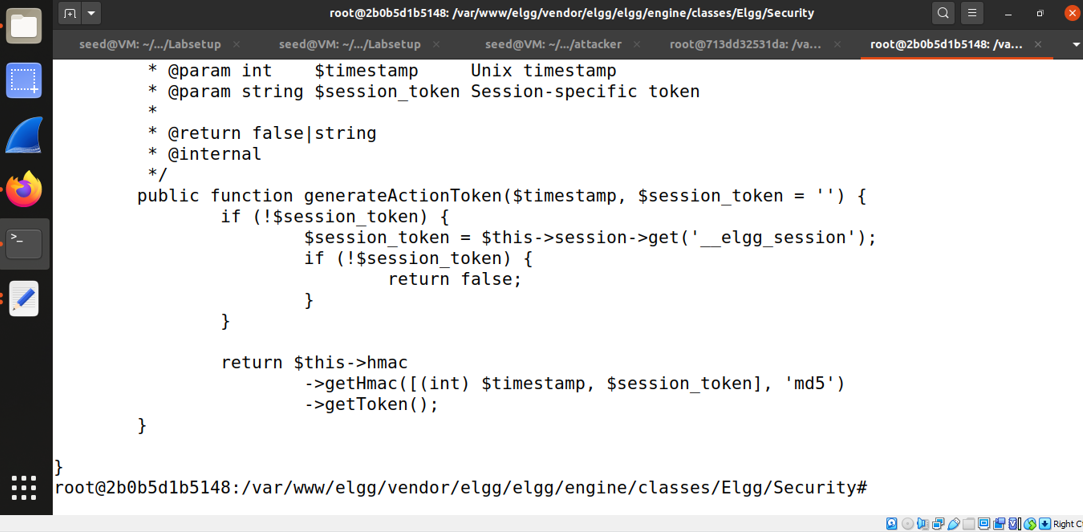 root@2b0b5d1b5148: /var/www/elgg/vendor/elgg/elgg/engine/classes/Elgg/Security
seed@VM: ~/.../Labsetup
seed@VM: ~/.../Labsetup
seed@VM: ~/.../attacker
root@713dd32531da: /va...
root@2b0b5d1b5148: /va...
* @param int    $timestamp     Unix timestamp
* @param string $session_token Session-specific token
*
* @return false|string
* @internal
*/
public function generateActionToken($timestamp, $session_token = '') {
if (!$session_token) {
$session_token = $this->session->get('__elgg_session');
if (!$session_token) {
return false;
}
}
return $this->hmac
->getHmac([(int) $timestamp, $session_token], 'md5')
->getToken();
}
}
root@2b0b5d1b5148:/var/www/elgg/vendor/elgg/elgg/engine/classes/Elgg/Security#
Right C